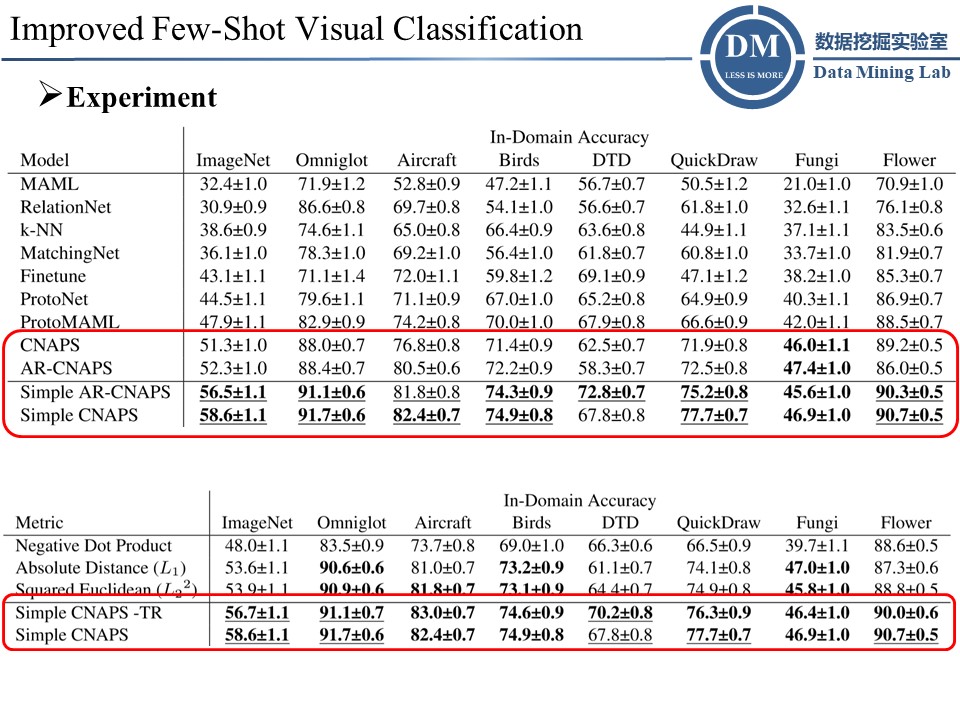 Improved Few-Shot Visual Classification
DM
LESS IS MORE
数据挖掘实验室
Data Mining Lab
➢Experiment
In-Domain Accuracy
Model ImageNet Omniglot Aircraft Birds DTD QuickDraw Fungi Flower
MAML 32.4±1.0 71.9±1.2 52.8±0.9 47.2±1.1 56.7±0.7 50.5±1.2 21.0±1.0 70.9±1.0
RelationNet 30.9±0.9 86.6±0.8 69.7±0.8 54.1±1.0 56.6±0.7 61.8±1.0 32.6±1.1 76.1±0.8
k-NN 38.6±0.9 74.6±1.1 65.0±0.8 66.4±0.9 63.6±0.8 44.9±1.1 37.1±1.1 83.5±0.6
MatchingNet 36.1±1.0 78.3±1.0 69.2±1.0 56.4±1.0 61.8±0.7 60.8±1.0 33.7±1.0 81.9±0.7
Finetune 43.1±1.1 71.1±1.4 72.0±1.1 59.8±1.2 69.1±0.9 47.1±1.2 38.2±1.0 85.3±0.7
ProtoNet 44.5±1.1 79.6±1.1 71.1±0.9 67.0±1.0 65.2±0.8 64.9±0.9 40.3±1.1 86.9±0.7
ProtoMAML 47.9±1.1 82.9±0.9 74.2±0.8 70.0±1.0 67.9±0.8 66.6±0.9 42.0±1.1 88.5±0.7
CNAPS 51.3±1.0 88.0±0.7 76.8±0.8 71.4±0.9 62.5±0.7 71.9±0.8 46.0±1.1 89.2±0.5
AR-CNAPS 52.3±1.0 88.4±0.7 80.5±0.6 72.2±0.9 58.3±0.7 72.5±0.8 47.4±1.0 86.0±0.5
Simple AR-CNAPS 56.5±1.1 91.1±0.6 81.8±0.8 74.3±0.9 72.8±0.7 75.2±0.8 45.6±1.0 90.3±0.5
Simple CNAPS 58.6±1.1 91.7±0.6 82.4±0.7 74.9±0.8 67.8±0.8 77.7±0.7 46.9±1.0 90.7±0.5
In-Domain Accuracy
Metric ImageNet Omniglot Aircraft Birds DTD QuickDraw Fungi Flower
Negative Dot Product 48.0±1.1 83.5±0.9 73.7±0.8 69.0±1.0 66.3±0.6 66.5±0.9 39.7±1.1 88.6±0.5
Absolute Distance (L₁) 53.6±1.1 90.6±0.6 81.0±0.7 73.2±0.9 61.1±0.7 74.1±0.8 47.0±1.0 87.3±0.6
Squared Euclidean (L₂²) 53.9±1.1 90.9±0.6 81.8±0.7 73.1±0.9 64.4±0.7 74.9±0.8 45.8±1.0 88.8±0.5
Simple CNAPS -TR 56.7±1.1 91.1±0.7 83.0±0.7 74.6±0.9 70.2±0.8 76.3±0.9 46.4±1.0 90.0±0.6
Simple CNAPS 58.6±1.1 91.7±0.6 82.4±0.7 74.9±0.8 67.8±0.8 77.7±0.7 46.9±1.0 90.7±0.5